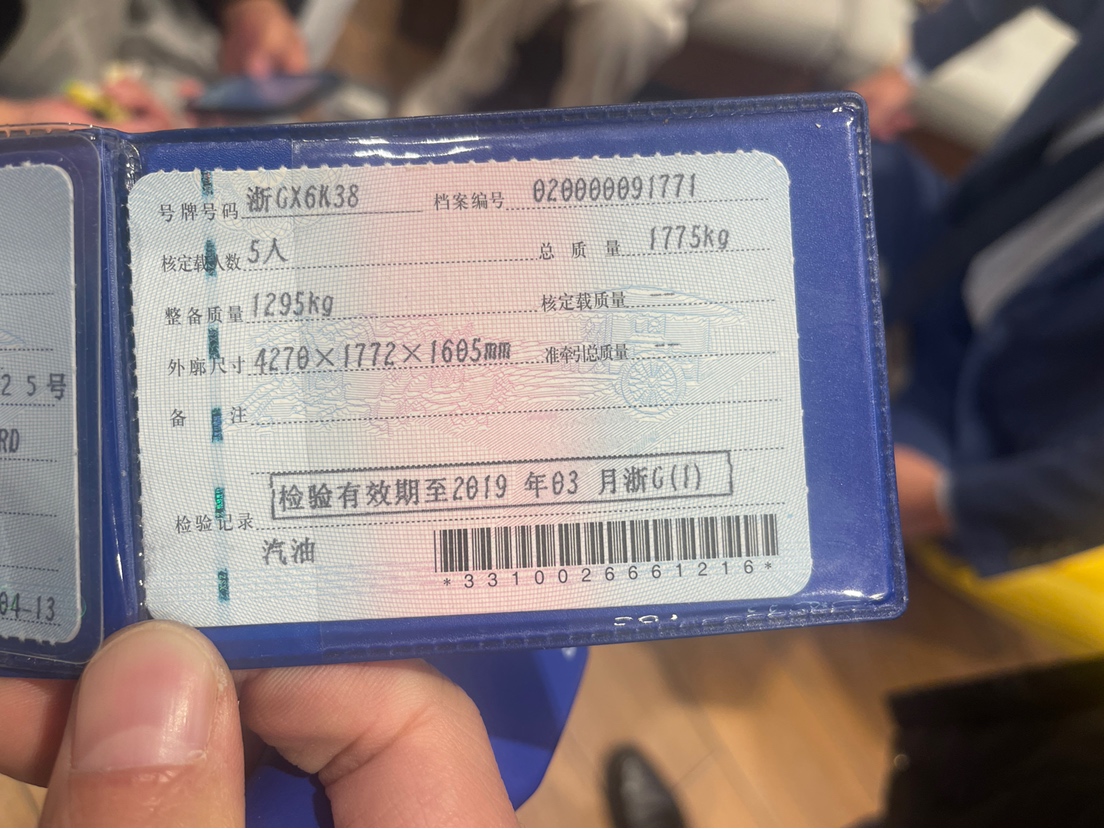 号牌号码 浙GX6K38 档案编号 020000091771
核定载人数 5人 总质量 1775kg
整备质量 1295kg 核定载质量 --
外廓尺寸 4270×1772×1605mm 准牵引总质量 --
备注
检验有效期至2019年03月浙G(1)
检验记录
汽油
*3310026661216*
25号
RD
04-13